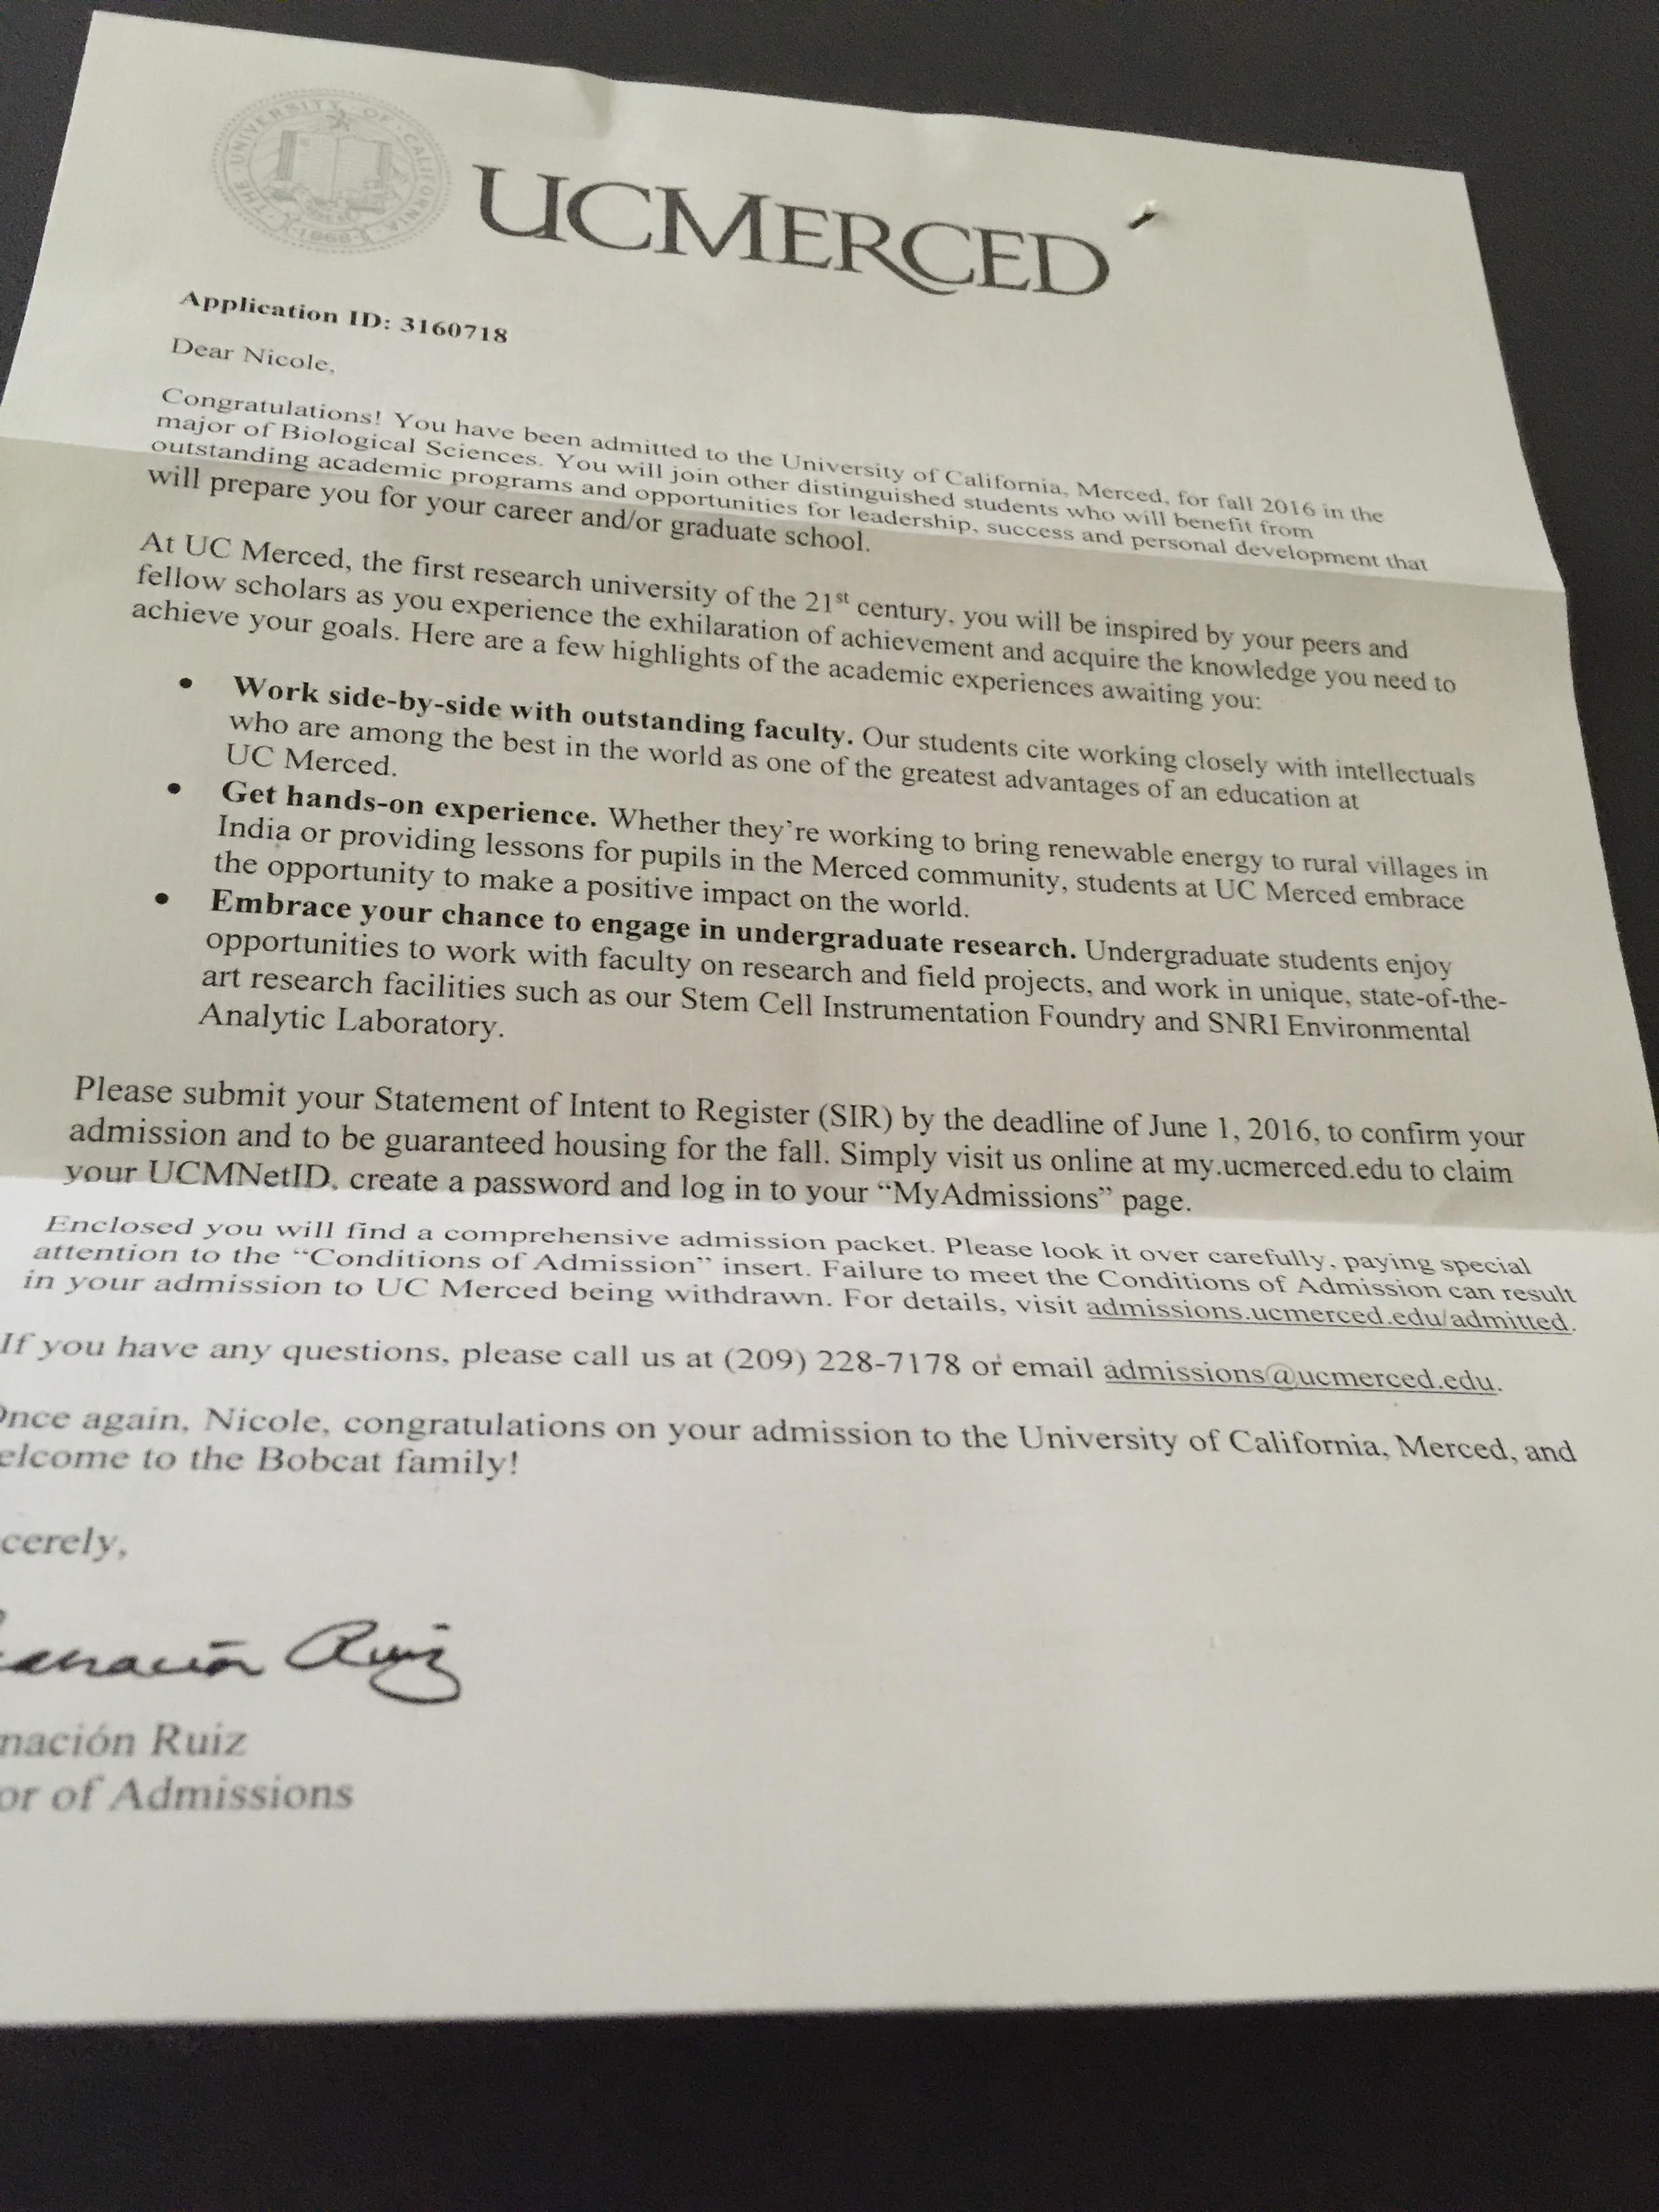 THE UNIVERSITY OF CALIFORNIA 1868
UCMERCED
Application ID: 3160718
Dear Nicole,
Congratulations! You have been admitted to the University of California, Merced, for fall 2016 in the
major of Biological Sciences. You will join other distinguished students who will benefit from
outstanding academic programs and opportunities for leadership, success and personal development that
will prepare you for your career and/or graduate school.
At UC Merced, the first research university of the 21st century, you will be inspired by your peers and
fellow scholars as you experience the exhilaration of achievement and acquire the knowledge you need to
achieve your goals. Here are a few highlights of the academic experiences awaiting you:
• Work side-by-side with outstanding faculty. Our students cite working closely with intellectuals
who are among the best in the world as one of the greatest advantages of an education at
UC Merced.
• Get hands-on experience. Whether they're working to bring renewable energy to rural villages in
India or providing lessons for pupils in the Merced community, students at UC Merced embrace
the opportunity to make a positive impact on the world.
• Embrace your chance to engage in undergraduate research. Undergraduate students enjoy
opportunities to work with faculty on research and field projects, and work in unique, state-of-the-
art research facilities such as our Stem Cell Instrumentation Foundry and SNRI Environmental
Analytic Laboratory.
Please submit your Statement of Intent to Register (SIR) by the deadline of June 1, 2016, to confirm your
admission and to be guaranteed housing for the fall. Simply visit us online at my.ucmerced.edu to claim
your UCMNetID, create a password and log in to your “MyAdmissions” page.
Enclosed you will find a comprehensive admission packet. Please look it over carefully, paying special
attention to the “Conditions of Admission” insert. Failure to meet the Conditions of Admission can result
in your admission to UC Merced being withdrawn. For details, visit admissions.ucmerced.edu/admitted.
If you have any questions, please call us at (209) 228-7178 or email admissions@ucmerced.edu.
Once again, Nicole, congratulations on your admission to the University of California, Merced, and
elcome to the Bobcat family!
cerely,
Ruiz
nación Ruiz
or of Admissions